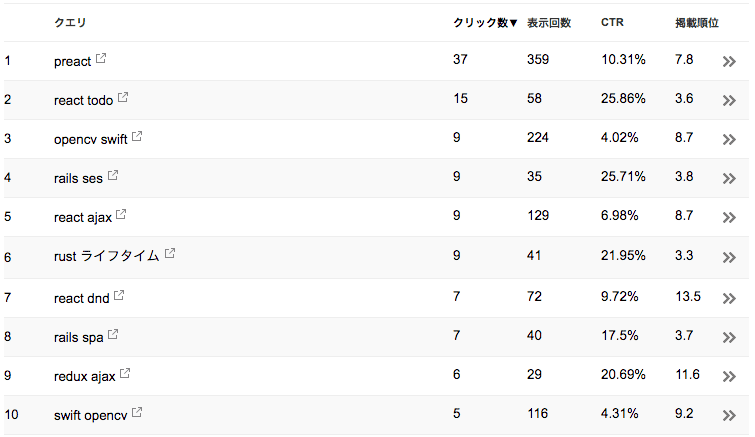 クエリ クリック数▼ 表示回数 CTR 掲載順位
1 preact 37 359 10.31% 7.8
2 react todo 15 58 25.86% 3.6
3 opencv swift 9 224 4.02% 8.7
4 rails ses 9 35 25.71% 3.8
5 react ajax 9 129 6.98% 8.7
6 rust ライフタイム 9 41 21.95% 3.3
7 react dnd 7 72 9.72% 13.5
8 rails spa 7 40 17.5% 3.7
9 redux ajax 6 29 20.69% 11.6
10 swift opencv 5 116 4.31% 9.2